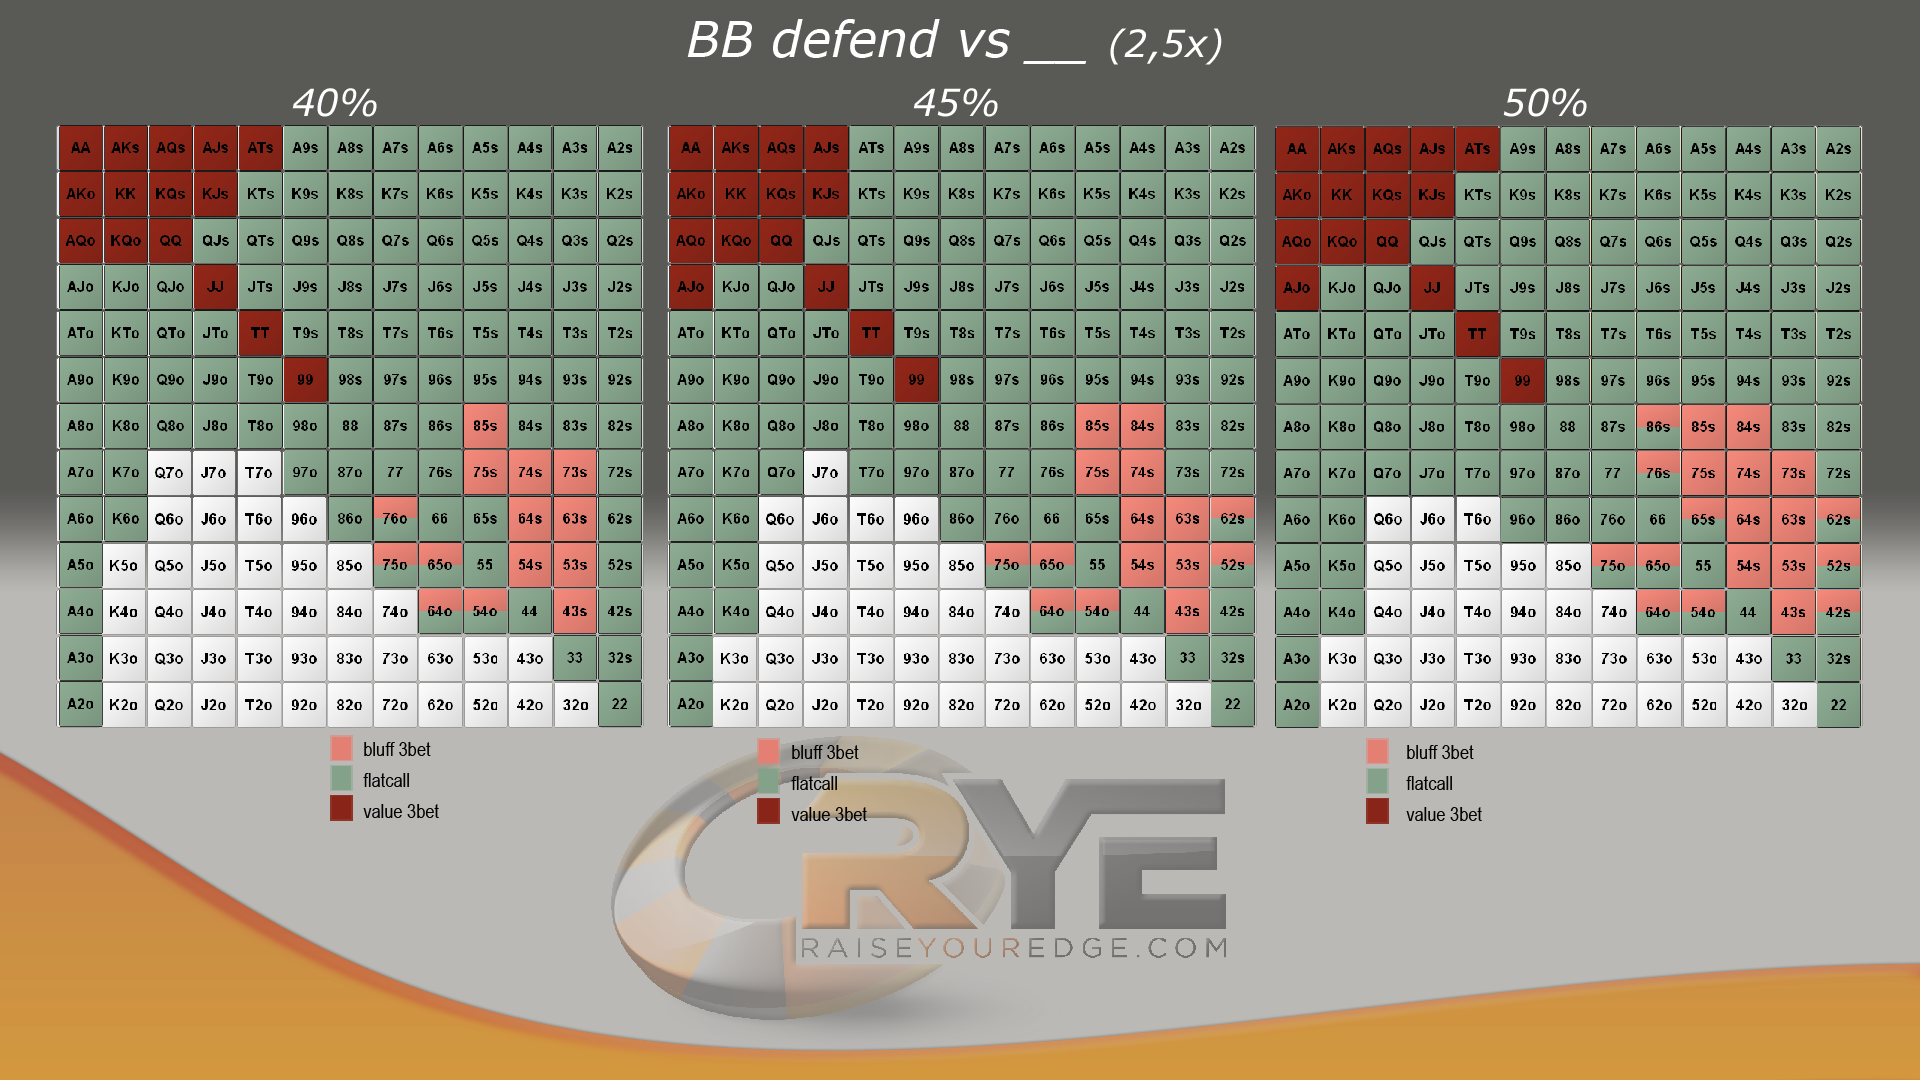 BB defend vs __ (2,5x)
40%
AA AKs AQs AJs ATs A9s A8s A7s A6s A5s A4s A3s A2s
AKo KK KQs KJs KTs K9s K8s K7s K6s K5s K4s K3s K2s
AQo KQo QQ QJs QTs Q9s Q8s Q7s Q6s Q5s Q4s Q3s Q2s
AJo KJo QJo JJ JTs J9s J8s J7s J6s J5s J4s J3s J2s
ATo KTo QTo JTo TT T9s T8s T7s T6s T5s T4s T3s T2s
A9o K9o Q9o J9o T9o 99 98s 97s 96s 95s 94s 93s 92s
A8o K8o Q8o J8o T8o 98o 88 87s 86s 85s 84s 83s 82s
A7o K7o Q7o J7o T7o 97o 87o 77 76s 75s 74s 73s 72s
A6o K6o Q6o J6o T6o 96o 86o 76o 66 65s 64s 63s 62s
A5o K5o Q5o J5o T5o 95o 85o 75o 65o 55 54s 53s 52s
A4o K4o Q4o J4o T4o 94o 84o 74o 64o 54o 44 43s 42s
A3o K3o Q3o J3o T3o 93o 83o 73o 63o 53o 43o 33 32s
A2o K2o Q2o J2o T2o 92o 82o 72o 62o 52o 42o 32o 22
bluff 3bet
flatcall
value 3bet
45%
AA AKs AQs AJs ATs A9s A8s A7s A6s A5s A4s A3s A2s
AKo KK KQs KJs KTs K9s K8s K7s K6s K5s K4s K3s K2s
AQo KQo QQ QJs QTs Q9s Q8s Q7s Q6s Q5s Q4s Q3s Q2s
AJo KJo QJo JJ JTs J9s J8s J7s J6s J5s J4s J3s J2s
ATo KTo QTo JTo TT T9s T8s T7s T6s T5s T4s T3s T2s
A9o K9o Q9o J9o T9o 99 98s 97s 96s 95s 94s 93s 92s
A8o K8o Q8o J8o T8o 98o 88 87s 86s 85s 84s 83s 82s
A7o K7o Q7o J7o T7o 97o 87o 77 76s 75s 74s 73s 72s
A6o K6o Q6o J6o T6o 96o 86o 76o 66 65s 64s 63s 62s
A5o K5o Q5o J5o T5o 95o 85o 75o 65o 55 54s 53s 52s
A4o K4o Q4o J4o T4o 94o 84o 74o 64o 54o 44 43s 42s
A3o K3o Q3o J3o T3o 93o 83o 73o 63o 53o 43o 33 32s
A2o K2o Q2o J2o T2o 92o 82o 72o 62o 52o 42o 32o 22
bluff 3bet
flatcall
value 3bet
50%
AA AKs AQs AJs ATs A9s A8s A7s A6s A5s A4s A3s A2s
AKo KK KQs KJs KTs K9s K8s K7s K6s K5s K4s K3s K2s
AQo KQo QQ QJs QTs Q9s Q8s Q7s Q6s Q5s Q4s Q3s Q2s
AJo KJo QJo JJ JTs J9s J8s J7s J6s J5s J4s J3s J2s
ATo KTo QTo JTo TT T9s T8s T7s T6s T5s T4s T3s T2s
A9o K9o Q9o J9o T9o 99 98s 97s 96s 95s 94s 93s 92s
A8o K8o Q8o J8o T8o 98o 88 87s 86s 85s 84s 83s 82s
A7o K7o Q7o J7o T7o 97o 87o 77 76s 75s 74s 73s 72s
A6o K6o Q6o J6o T6o 96o 86o 76o 66 65s 64s 63s 62s
A5o K5o Q5o J5o T5o 95o 85o 75o 65o 55 54s 53s 52s
A4o K4o Q4o J4o T4o 94o 84o 74o 64o 54o 44 43s 42s
A3o K3o Q3o J3o T3o 93o 83o 73o 63o 53o 43o 33 32s
A2o K2o Q2o J2o T2o 92o 82o 72o 62o 52o 42o 32o 22
bluff 3bet
flatcall
value 3bet
RYE
RAISEYOUREDGE.COM